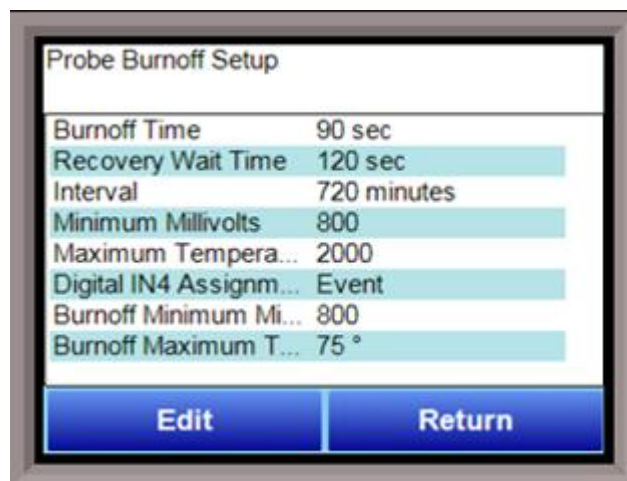 Probe Burnoff Setup
Burnoff Time 90 sec
Recovery Wait Time 120 sec
Interval 720 minutes
Minimum Millivolts 800
Maximum Tempera... 2000
Digital IN4 Assignm... Event
Burnoff Minimum Mi... 800
Burnoff Maximum T... 75 °
Edit Return